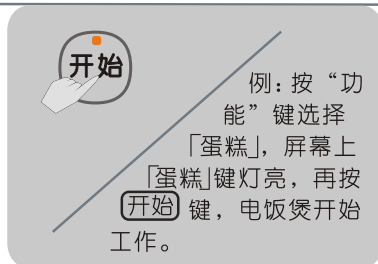 开始
例：按“功
能”键选择
「蛋糕」，屏幕上
「蛋糕」键灯亮，再按
开始 键，电饭煲开始
工作。